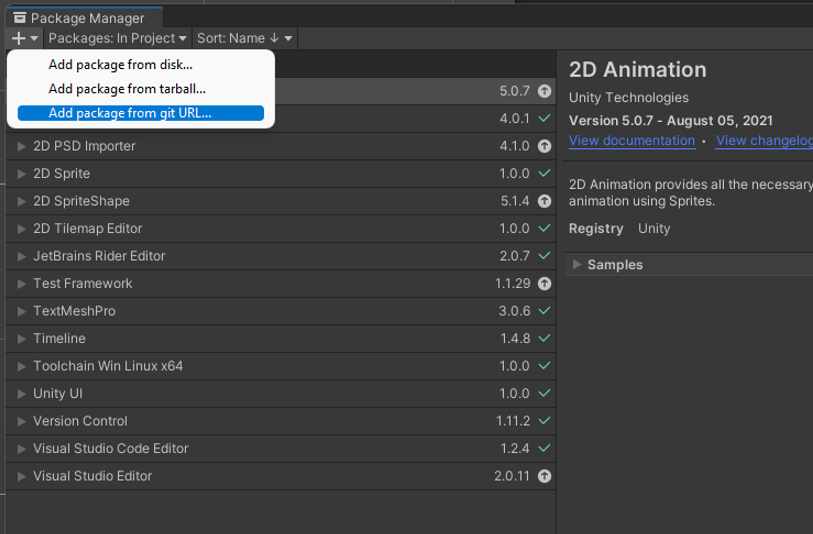 Package Manager
Packages: In Project Sort: Name ↓
Add package from disk...
Add package from tarball...
Add package from git URL...
5.0.7
4.0.1
2D PSD Importer 4.1.0
2D Sprite 1.0.0
2D SpriteShape 5.1.4
2D Tilemap Editor 1.0.0
JetBrains Rider Editor 2.0.7
Test Framework 1.1.29
TextMeshPro 3.0.6
Timeline 1.4.8
Toolchain Win Linux x64 1.0.0
Unity UI 1.0.0
Version Control 1.11.2
Visual Studio Code Editor 1.2.4
Visual Studio Editor 2.0.11
2D Animation
Unity Technologies
Version 5.0.7 - August 05, 2021
View documentation • View changelog
2D Animation provides all the necessary
animation using Sprites.
Registry Unity
Samples